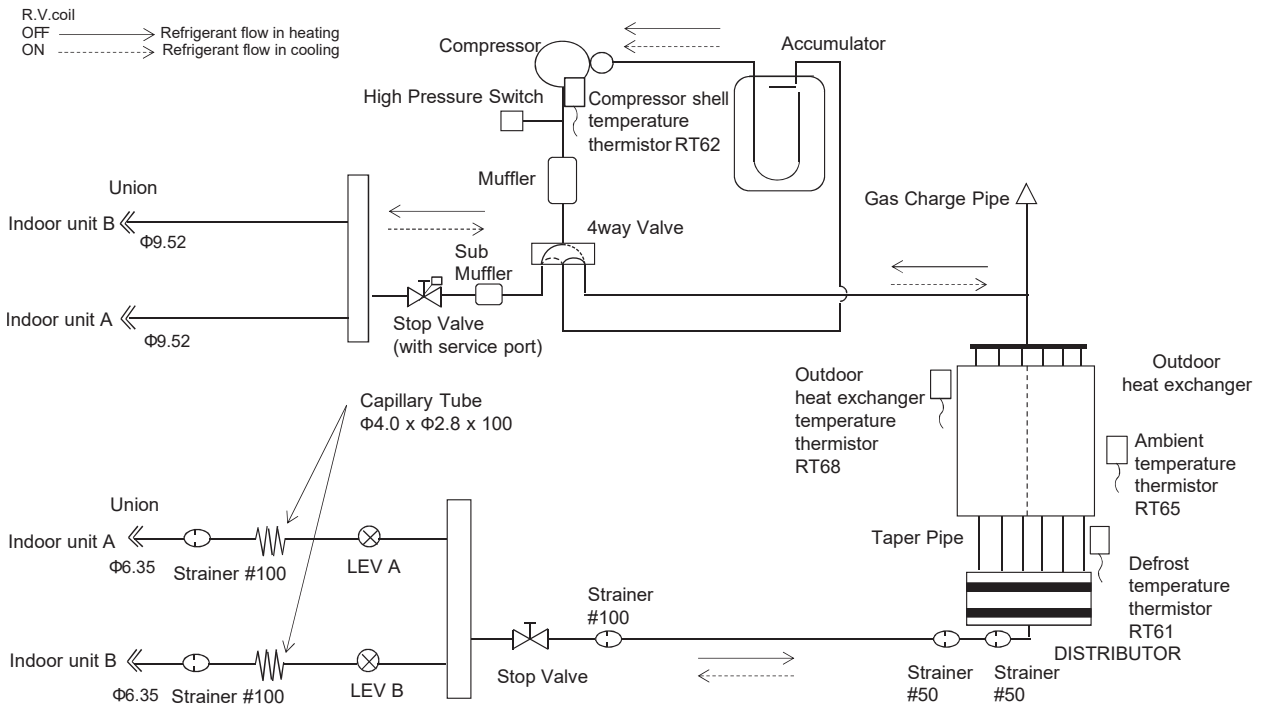 R.V.coil
OFF Refrigerant flow in heating
ON Refrigerant flow in cooling
Compressor
Accumulator
High Pressure Switch
Compressor shell
temperature
thermistor RT62
Muffler
Union
Indoor unit B
Φ9.52
Indoor unit A
Φ9.52
4way Valve
Sub
Muffler
Stop Valve
(with service port)
Gas Charge Pipe
Outdoor
heat exchanger
Outdoor
heat exchanger
temperature
thermistor
RT68
Ambient
temperature
thermistor
RT65
Capillary Tube
Φ4.0 x Φ2.8 x 100
Union
Indoor unit A
Φ6.35
Strainer #100
LEV A
Taper Pipe
Defrost
temperature
thermistor
RT61
DISTRIBUTOR
Strainer
#100
Indoor unit B
Φ6.35
Strainer #100
LEV B
Stop Valve
Strainer
#50
Strainer
#50